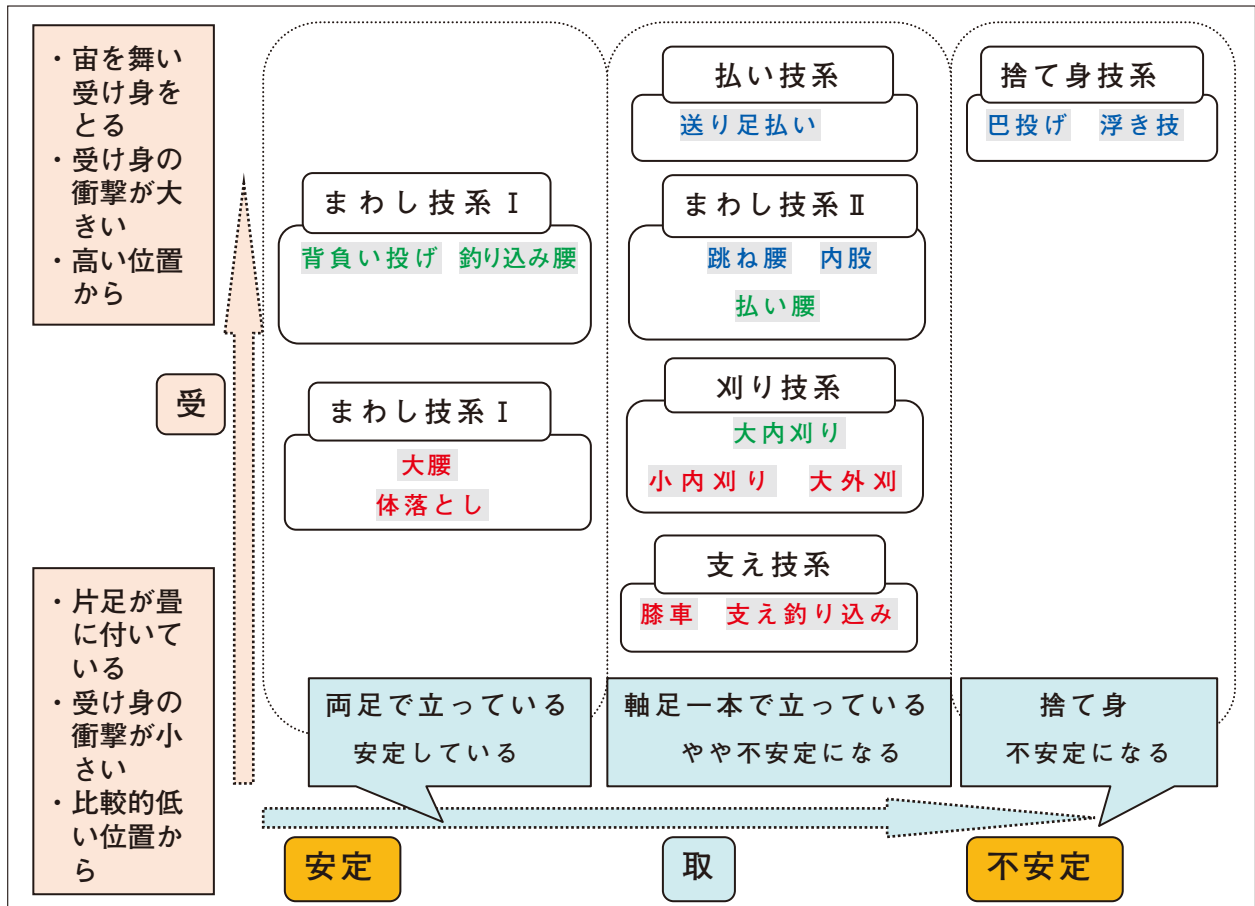 ・宙を舞い
受け身を
とる
・受け身の
衝撃が大
きい
・高い位置
から
受
・片足が畳
に付いて
いる
・受け身の
衝撃が小
さい
・比較的低
い位置か
ら
まわし技系Ⅰ
背負い投げ 釣り込み腰
まわし技系Ⅰ
大腰
体落とし
払い技系
送り足払い
まわし技系Ⅱ
跳ね腰 内股
払い腰
刈り技系
大内刈り
小内刈り 大外刈
支え技系
膝車 支え釣り込み
捨て身技系
巴投げ 浮き技
両足で立っている
安定している
軸足一本で立っている
やや不安定になる
捨て身
不安定になる
安定
取
不安定